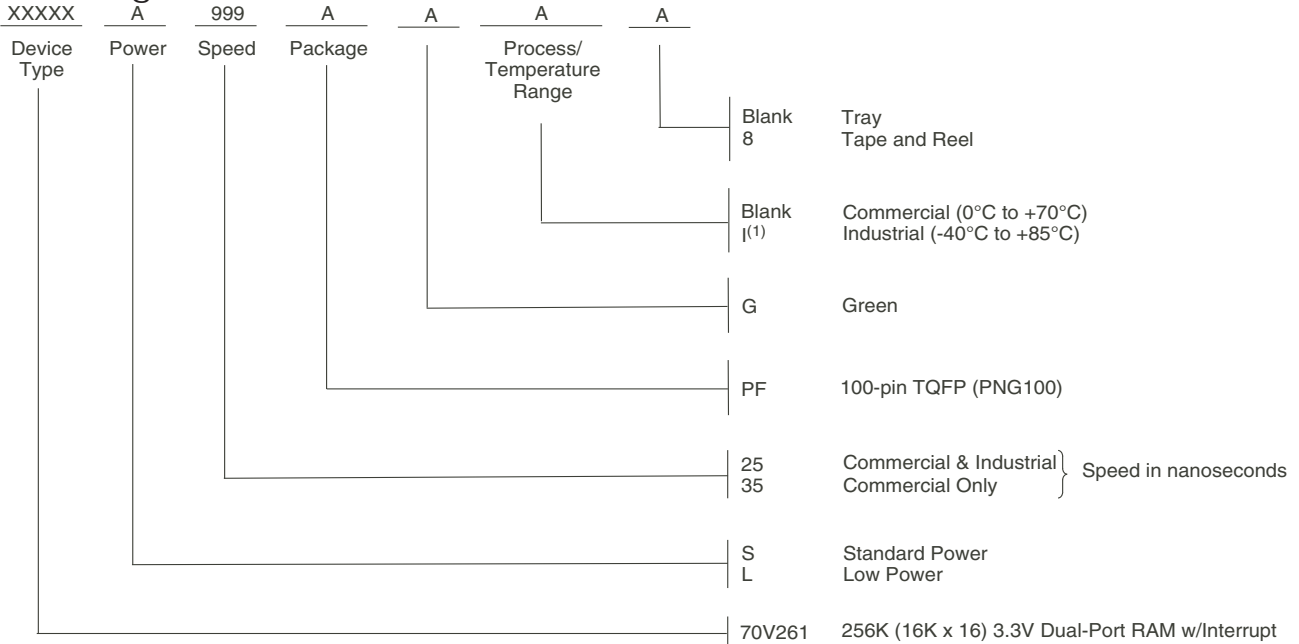 XXXXX A 999 A A A A
Device Type Power Speed Package Process/ Temperature Range
Blank Tray
8 Tape and Reel
Blank Commercial (0°C to +70°C)
I(1) Industrial (-40°C to +85°C)
G Green
PF 100-pin TQFP (PNG100)
25 Commercial & Industrial
35 Commercial Only
Speed in nanoseconds
S Standard Power
L Low Power
70V261 256K (16K x 16) 3.3V Dual-Port RAM w/Interrupt